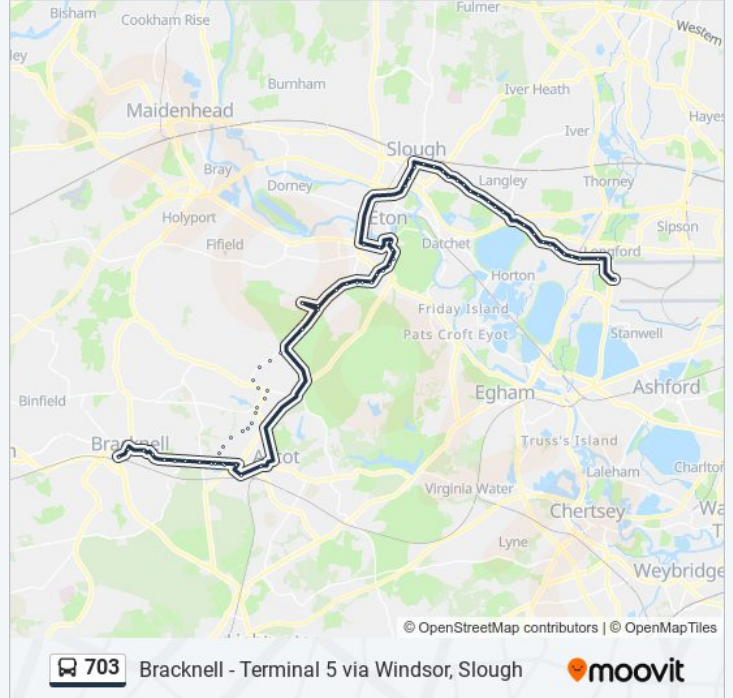 Bisham
Cookham Rise
Fulmer
Western
Burnham
Iver Heath
Hayes
Maidenhead
Iver
Slough
Bray
Dorney
Langley
Thorney
Holyport
Eton
Sipson
Fifield
Datchet
Longford
Horton
Friday Island
Pats Croft Eyot
Stanwell
Egham
Ashford
Binfield
Bracknell
Truss's Island
Laleham
Charlton
Virginia Water
Chertsey
Lyne
Weybridge
© OpenStreetMap contributors | © OpenMapTiles
703 Bracknell - Terminal 5 via Windsor, Slough
moovit